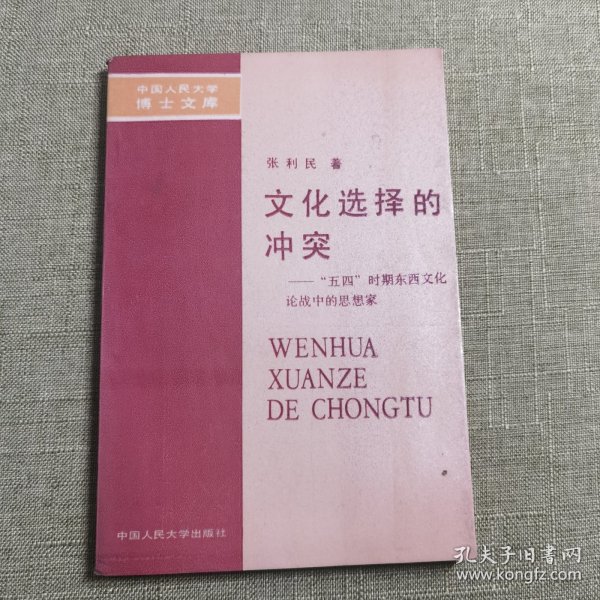 中国人民大学
博士文库
张利民 著
文化选择的
冲突
——“五四”时期东西文化
论战中的思想家
WENHUA
XUANZE
DE CHONGTU
中国人民大学出版社
孔夫子旧书网
www.kongfz.com